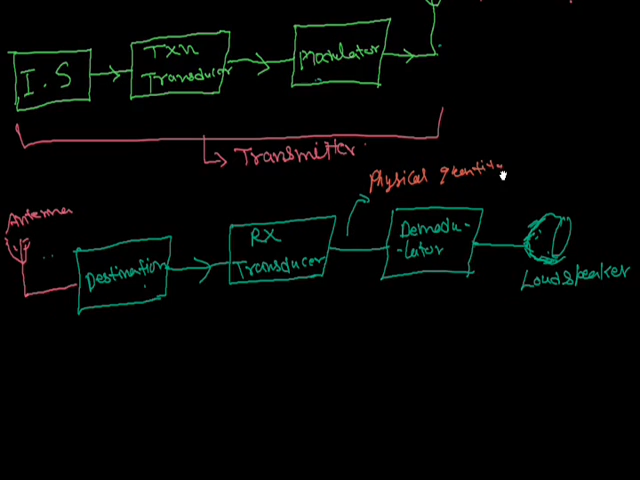 I.S
Txn
Transducer
Modulator
Transmitter
Physical quantity
Antenna
Destination
RX
Transducer
Demodu-
-lator
Loudspeaker